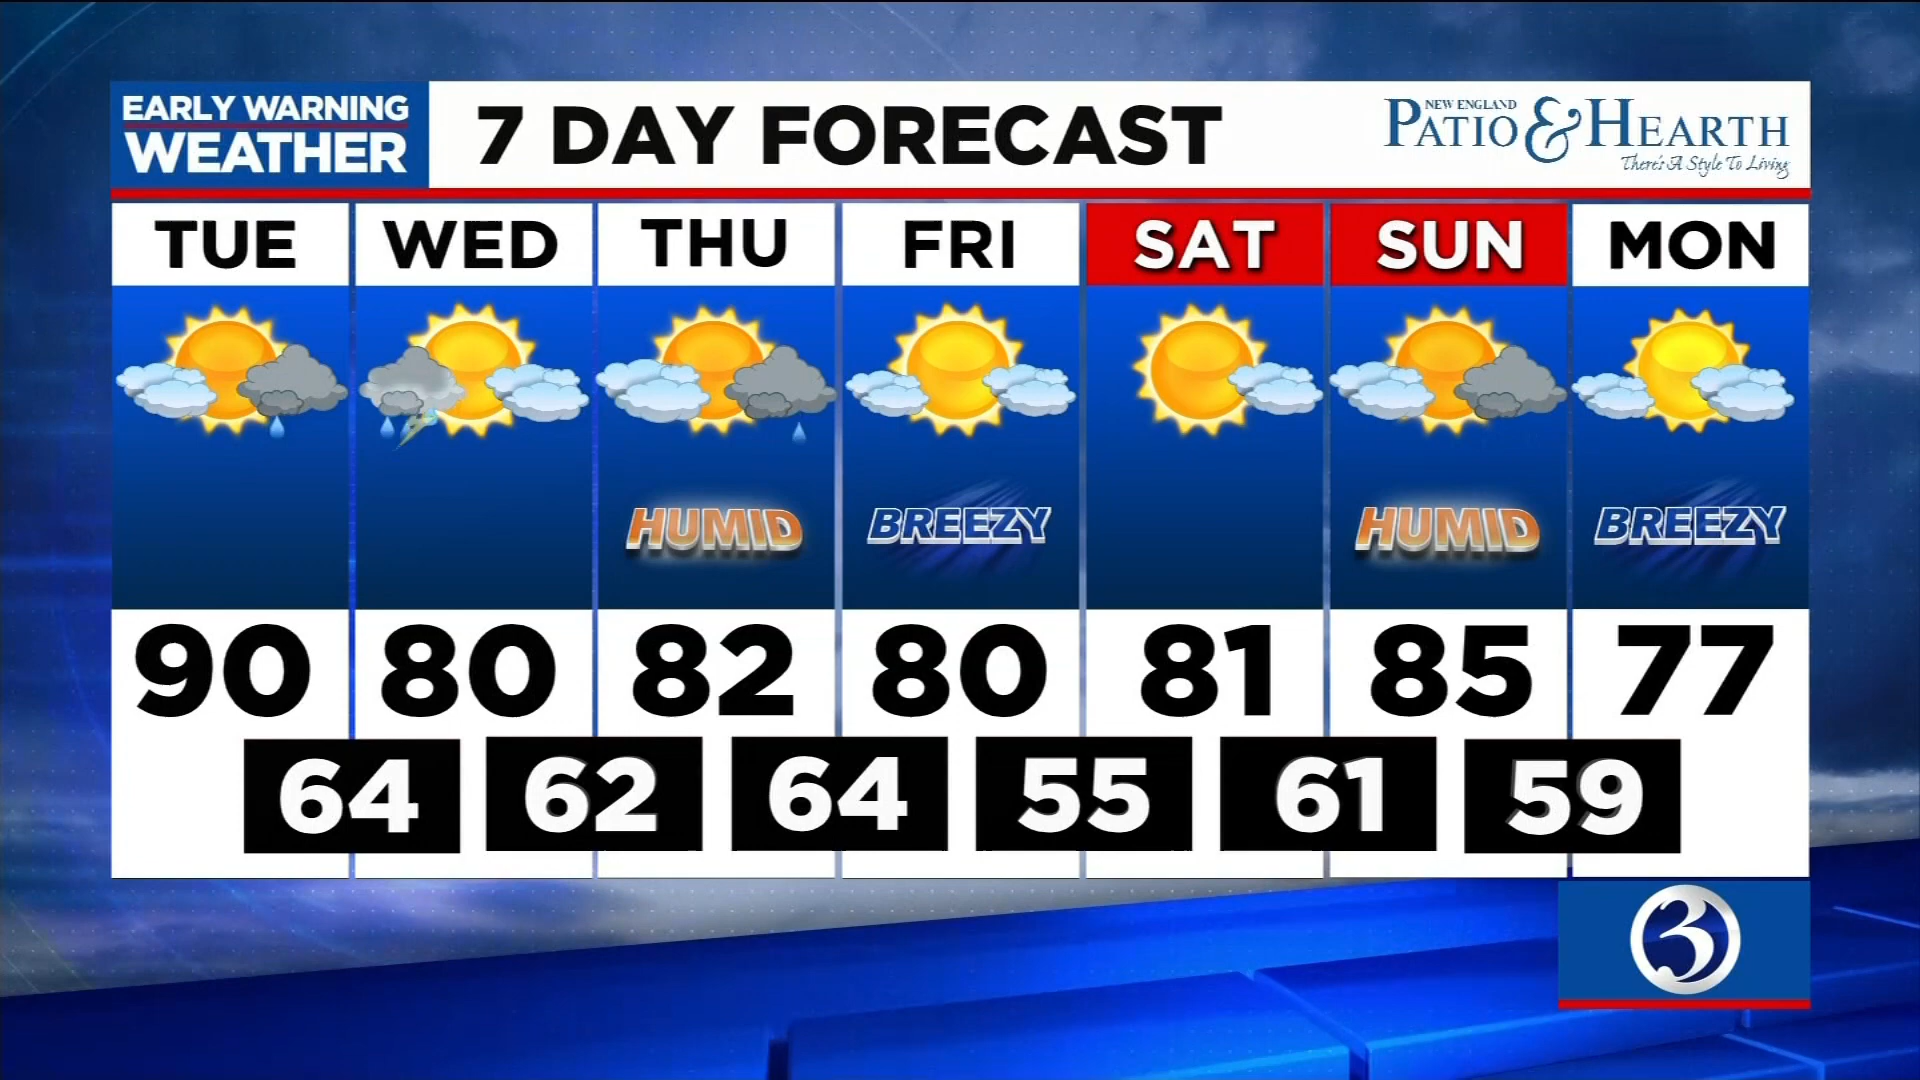 EARLY WARNING
WEATHER
7 DAY FORECAST
NEW ENGLAND
PATIO & HEARTH
There's A Style To Living
TUE WED THU FRI SAT SUN MON
HUMID BREEZY HUMID BREEZY
90 80 82 80 81 85 77
64 62 64 55 61 59
3